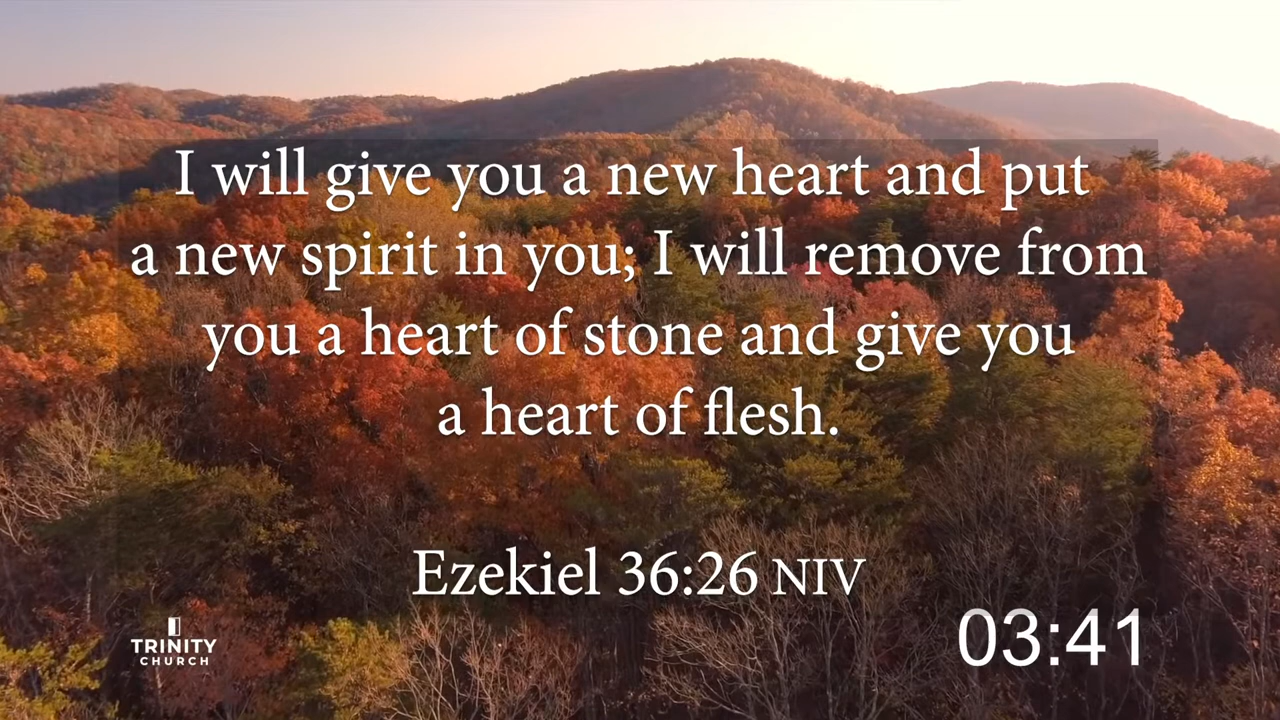 I will give you a new heart and put
a new spirit in you; I will remove from
you a heart of stone and give you
a heart of flesh.
Ezekiel 36:26 NIV
TRINITY
CHURCH
03:41